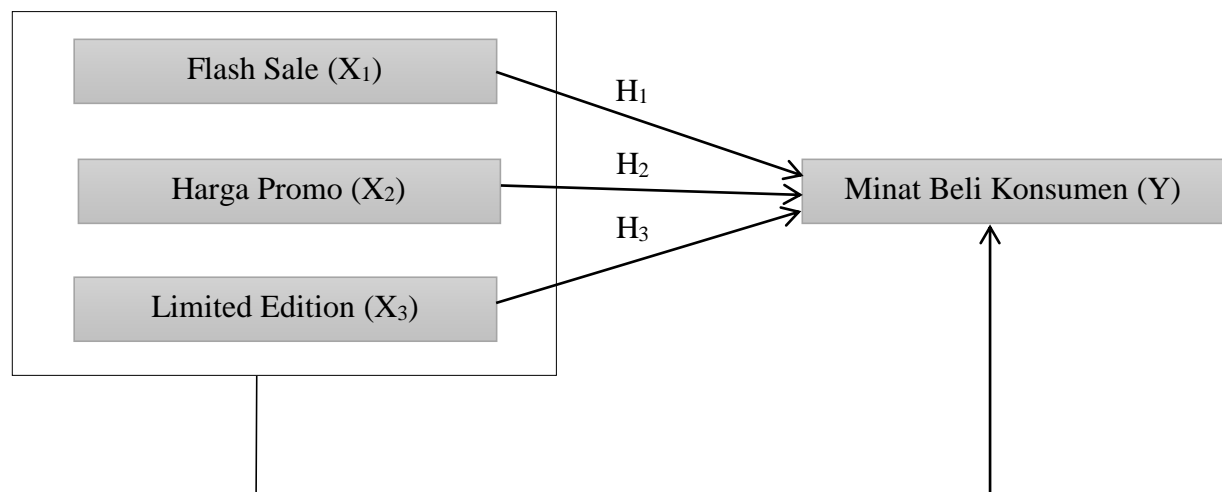 Flash Sale (X₁)
H₁
Harga Promo (X₂)
H₂
Minat Beli Konsumen (Y)
H₃
Limited Edition (X₃)